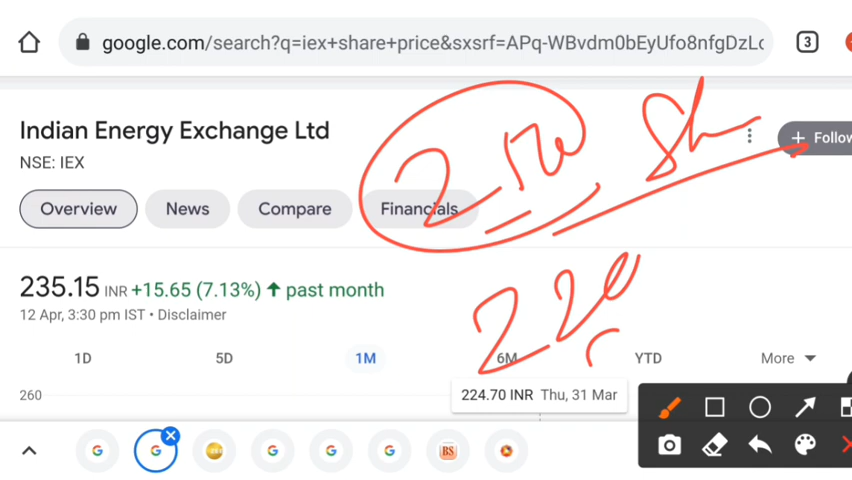 3
google.com/search?q=iex+share+price&sxsrf=APq-WBvdm0bEyUfo8nfgDzLc
Indian Energy Exchange Ltd
+ Follow
NSE: IEX
Overview News Compare Financials
235.15 INR +15.65 (7.13%) ↑ past month
12 Apr, 3:30 pm IST • Disclaimer
220
1D 5D 1M 6M YTD More
260
224.70 INR Thu, 31 Mar
G G G G G BS